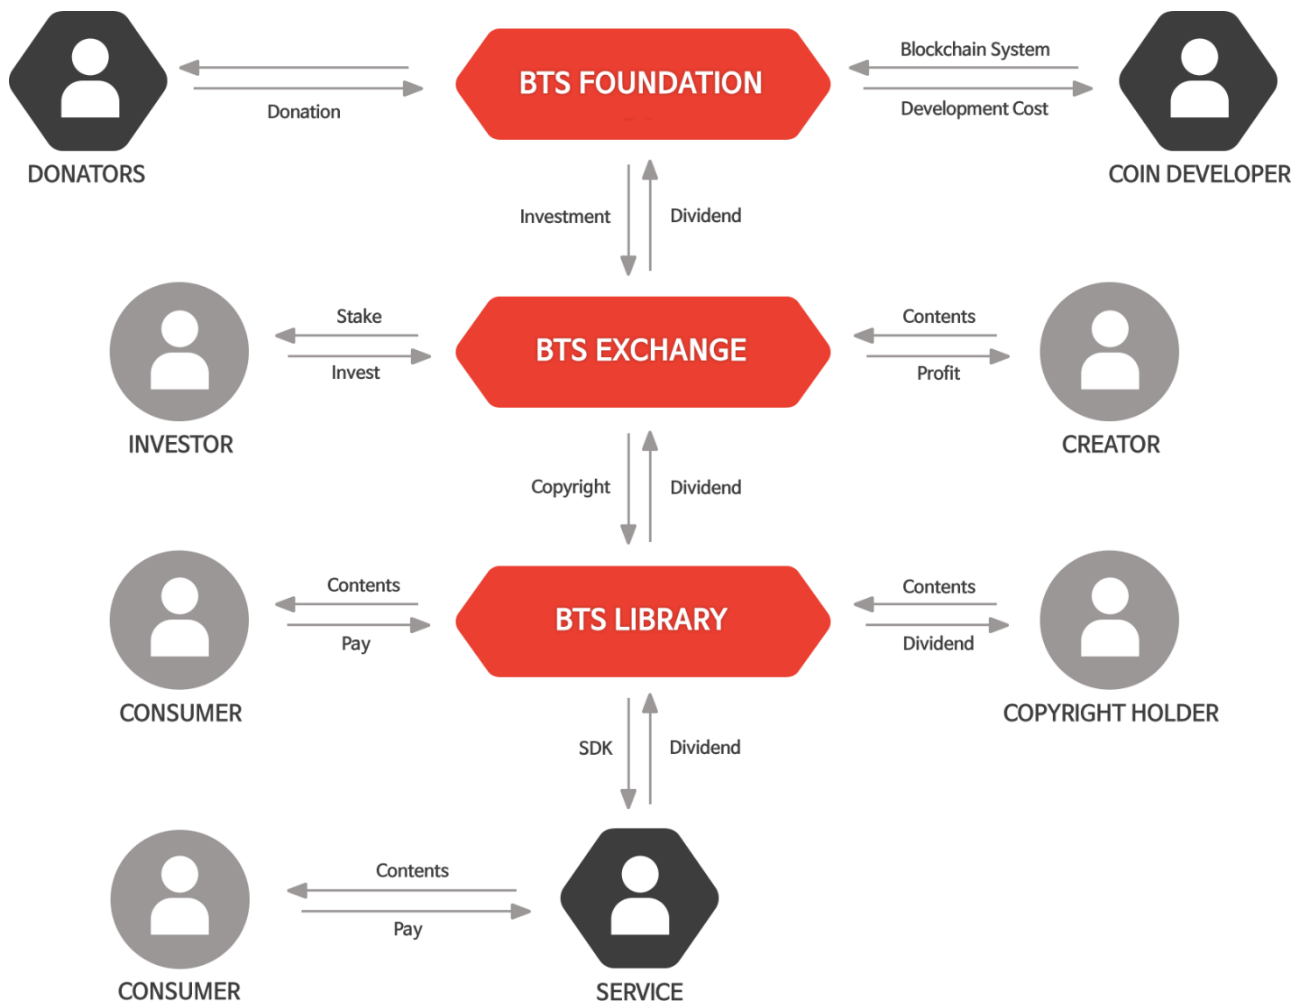 BTS FOUNDATION
Blockchain System
Donation
Development Cost
DONATORS
COIN DEVELOPER
Investment
Dividend
Stake
Contents
BTS EXCHANGE
Invest
Profit
INVESTOR
CREATOR
Copyright
Dividend
Contents
Contents
BTS LIBRARY
Pay
Dividend
CONSUMER
COPYRIGHT HOLDER
SDK
Dividend
Contents
Pay
CONSUMER
SERVICE